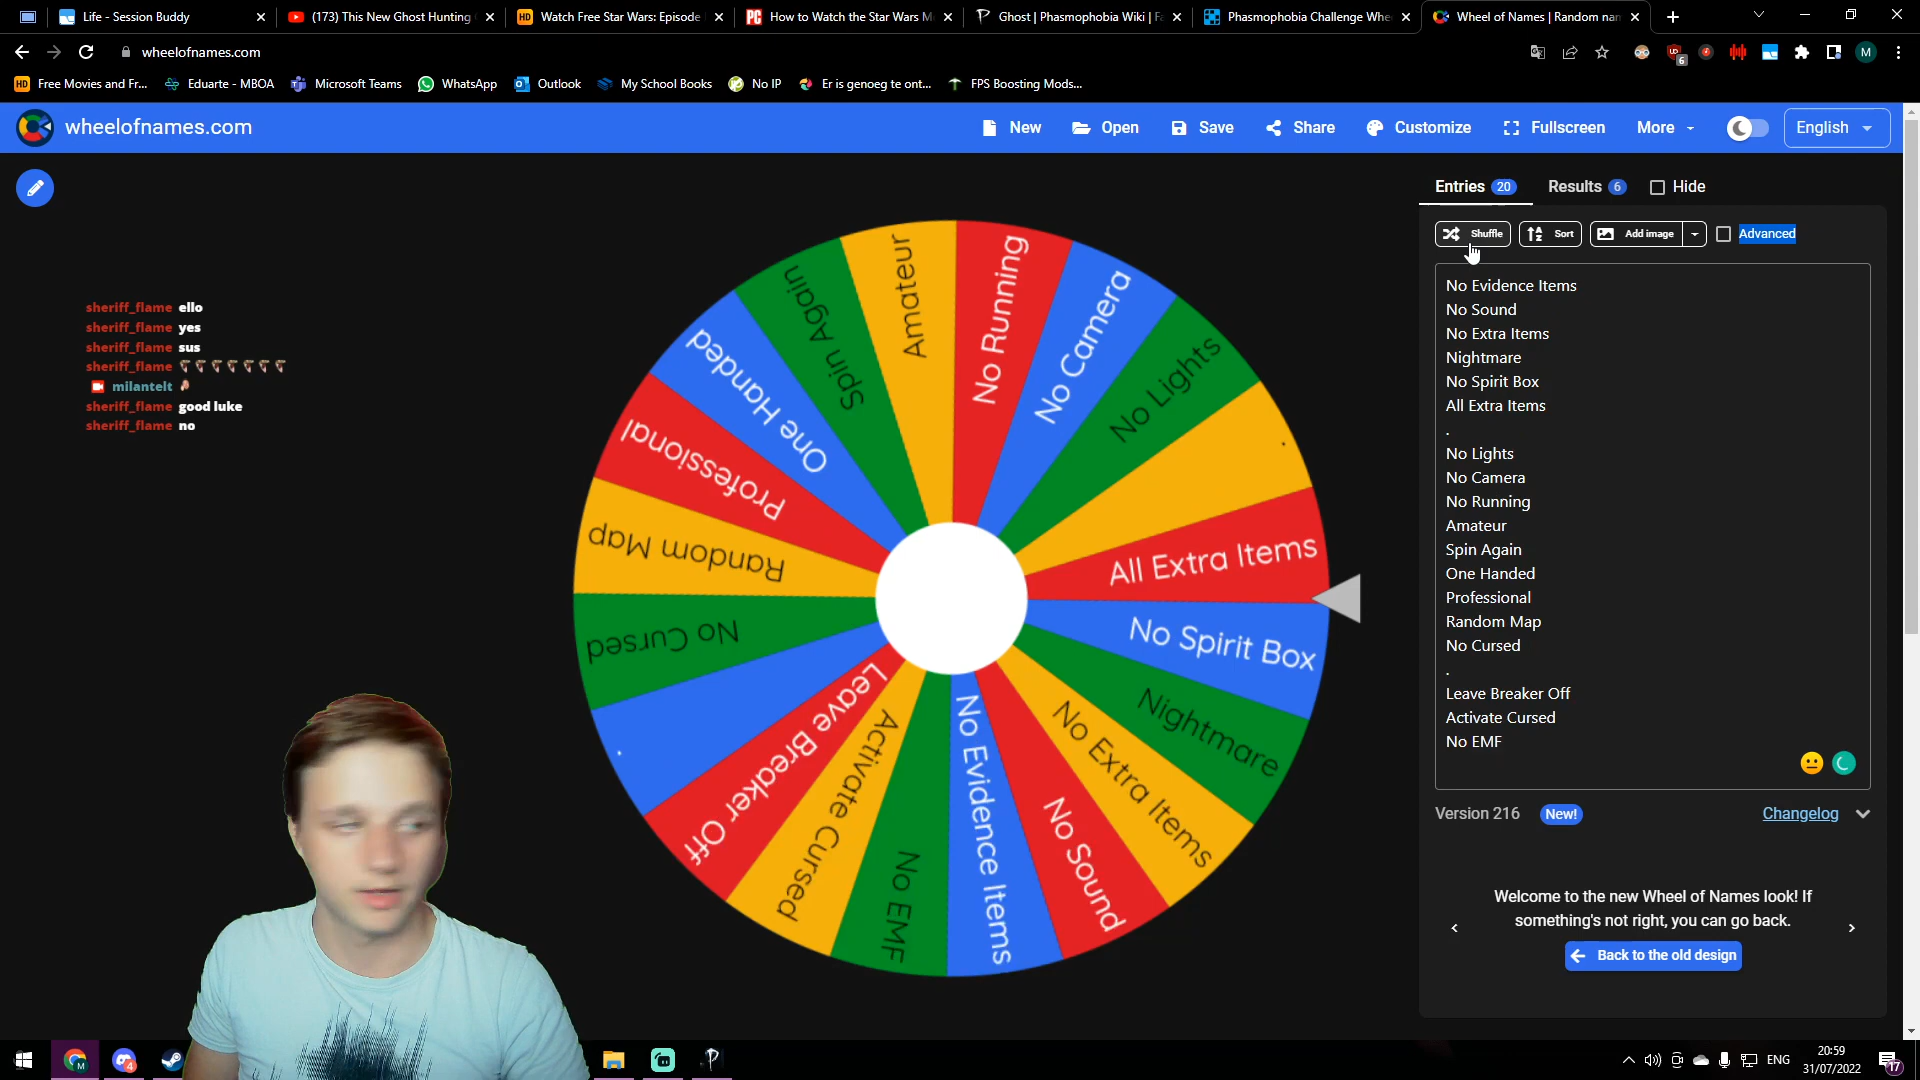 Life - Session Buddy
(173) This New Ghost Hunting
Watch Free Star Wars: Episode
How to Watch the Star Wars M
Ghost | Phasmophobia Wiki | Fa
Phasmophobia Challenge Whe
Wheel of Names | Random nam
wheelofnames.com
Free Movies and Fr...
Eduarte - MBOA
Microsoft Teams
WhatsApp
Outlook
My School Books
No IP
Er is genoeg te ont...
FPS Boosting Mods...
wheelofnames.com
New
Open
Save
Share
Customize
Fullscreen
More
English
Entries 20
Results 6
Hide
Shuffle
Sort
Add image
Advanced
sheriff_flame ello
sheriff_flame yes
sheriff_flame sus
sheriff_flame
milantelt
sheriff_flame good luke
sheriff_flame no
No Running
No Camera
No Lights
.
All Extra Items
No Spirit Box
Nightmare
No Extra Items
No Sound
No Evidence Items
No EMF
Activate Cursed
Leave Breaker Off
.
No Cursed
Random Map
Professional
One Handed
Spin Again
Amateur
No Evidence Items
No Sound
No Extra Items
Nightmare
No Spirit Box
All Extra Items
.
No Lights
No Camera
No Running
Amateur
Spin Again
One Handed
Professional
Random Map
No Cursed
.
Leave Breaker Off
Activate Cursed
No EMF
Version 216 New!
Changelog
Welcome to the new Wheel of Names look! If
something's not right, you can go back.
Back to the old design
ENG
20:59
31/07/2022
17